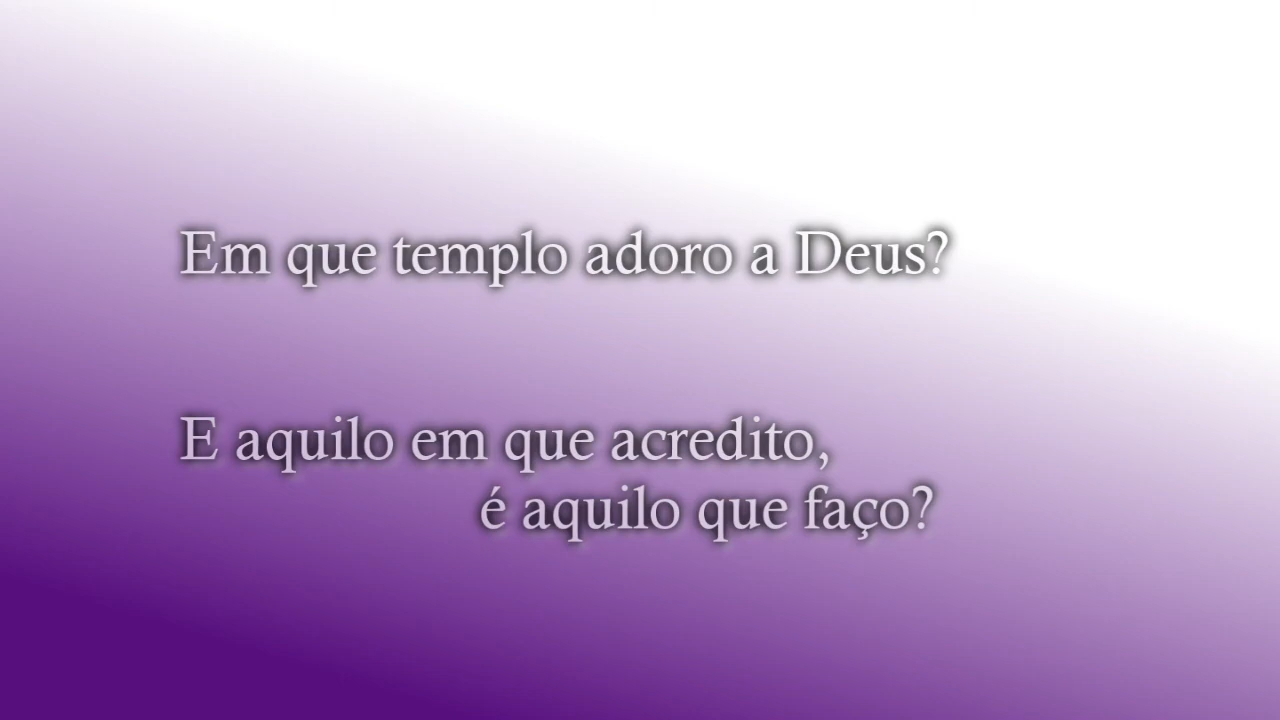 Em que templo adoro a Deus?
E aquilo em que acredito,
é aquilo que faço?